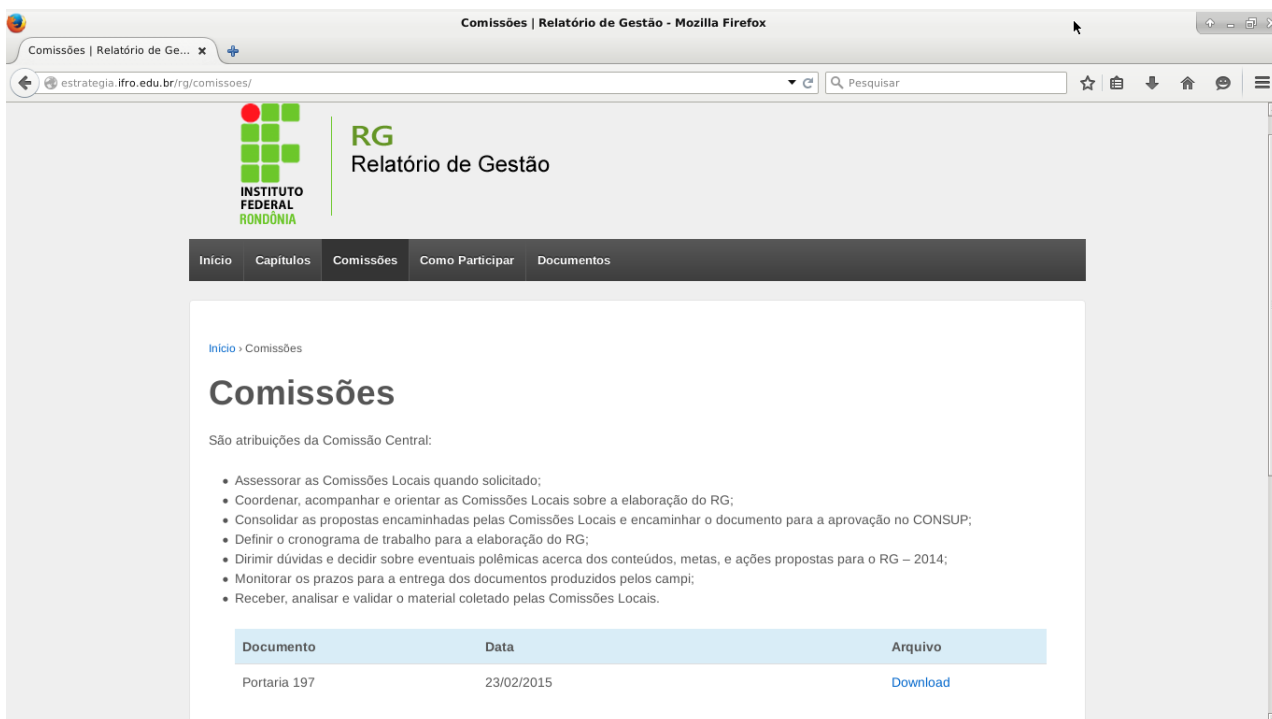 Comissões | Relatório de Gestão - Mozilla Firefox
Comissões | Relatório de Ge...
estrategia.ifro.edu.br/rg/comissoes/
Pesquisar
RG
Relatório de Gestão
INSTITUTO
FEDERAL
RONDÔNIA
Início Capítulos Comissões Como Participar Documentos
Início › Comissões
Comissões
São atribuições da Comissão Central:
• Assessorar as Comissões Locais quando solicitado;
• Coordenar, acompanhar e orientar as Comissões Locais sobre a elaboração do RG;
• Consolidar as propostas encaminhadas pelas Comissões Locais e encaminhar o documento para a aprovação no CONSUP;
• Definir o cronograma de trabalho para a elaboração do RG;
• Dirimir dúvidas e decidir sobre eventuais polêmicas acerca dos conteúdos, metas, e ações propostas para o RG – 2014;
• Monitorar os prazos para a entrega dos documentos produzidos pelos campi;
• Receber, analisar e validar o material coletado pelas Comissões Locais.
Documento Data Arquivo
Portaria 197 23/02/2015 Download